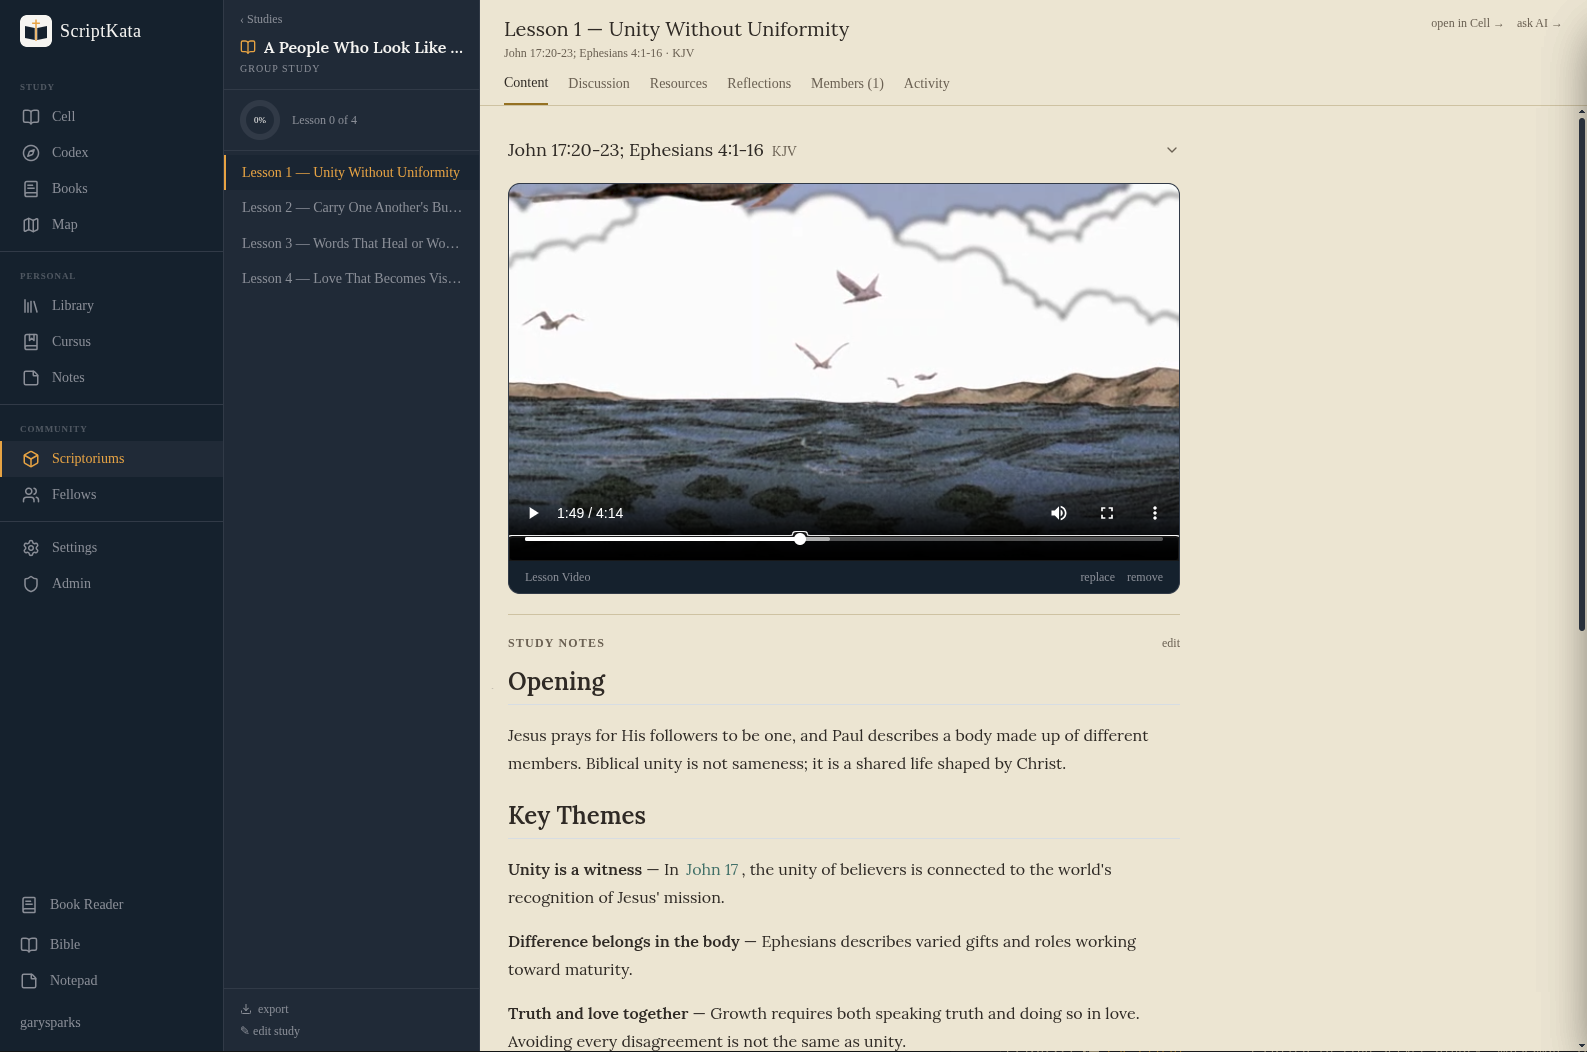 ScriptKata
STUDY
Cell
Codex
Books
Map
PERSONAL
Library
Cursus
Notes
COMMUNITY
Scriptoriums
Fellows
Settings
Admin
Book Reader
Bible
Notepad
garysparks
‹ Studies
A People Who Look Like ...
GROUP STUDY
0%
Lesson 0 of 4
Lesson 1 — Unity Without Uniformity
Lesson 2 — Carry One Another's Bu...
Lesson 3 — Words That Heal or Wo...
Lesson 4 — Love That Becomes Vis...
export
✎ edit study
Lesson 1 — Unity Without Uniformity
open in Cell →
ask AI →
John 17:20-23; Ephesians 4:1-16 · KJV
Content
Discussion
Resources
Reflections
Members (1)
Activity
John 17:20-23; Ephesians 4:1-16 KJV
1:49 / 4:14
Lesson Video
replace
remove
STUDY NOTES
edit
Opening
Jesus prays for His followers to be one, and Paul describes a body made up of different
members. Biblical unity is not sameness; it is a shared life shaped by Christ.
Key Themes
Unity is a witness — In John 17, the unity of believers is connected to the world's
recognition of Jesus' mission.
Difference belongs in the body — Ephesians describes varied gifts and roles working
toward maturity.
Truth and love together — Growth requires both speaking truth and doing so in love.
Avoiding every disagreement is not the same as unity.